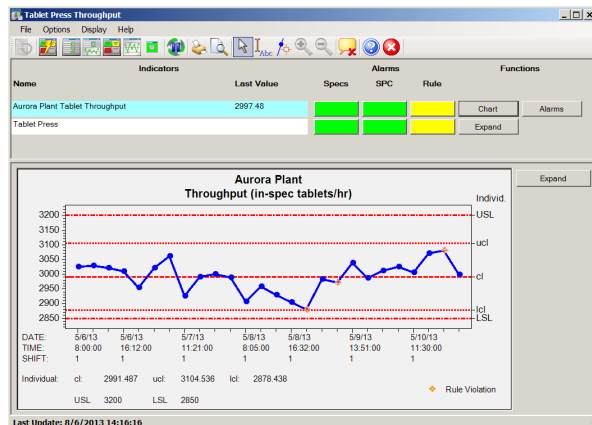 Tablet Press Throughput
File Options Display Help
Abc
Indicators Alarms Functions
Name Last Value Specs SPC Rule
Aurora Plant Tablet Throughput 2997.48 Chart Alarms
Tablet Press Expand
Expand
Aurora Plant
Throughput (in-spec tablets/hr)
Individ.
3200 USL
3150
3100 ucl
3050
3000 cl
2950
2900 lcl
2850 LSL
DATE: 5/6/13 5/6/13 5/7/13 5/8/13 5/8/13 5/9/13 5/10/13
TIME: 8:00:00 16:12:00 11:21:00 8:05:00 16:32:00 13:51:00 11:30:00
SHIFT: 1 1 1 1 1 1 1
Individual: cl: 2991.487 ucl: 3104.536 lcl: 2878.438
Rule Violation
USL 3200 LSL 2850
Last Update: 8/6/2013 14:16:16